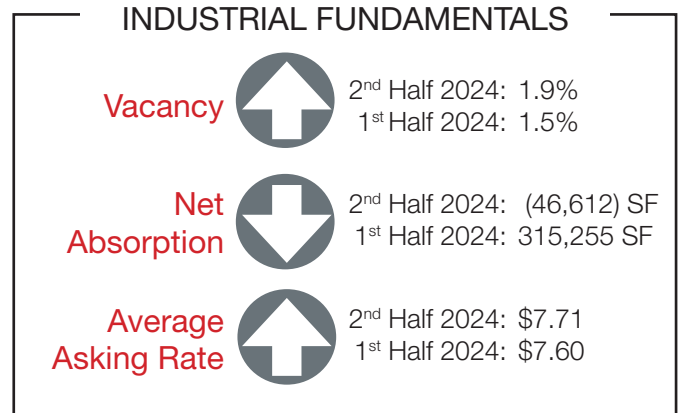 INDUSTRIAL FUNDAMENTALS
Vacancy
2nd Half 2024: 1.9%
1st Half 2024: 1.5%
Net
Absorption
2nd Half 2024: (46,612) SF
1st Half 2024: 315,255 SF
Average
Asking Rate
2nd Half 2024: $7.71
1st Half 2024: $7.60